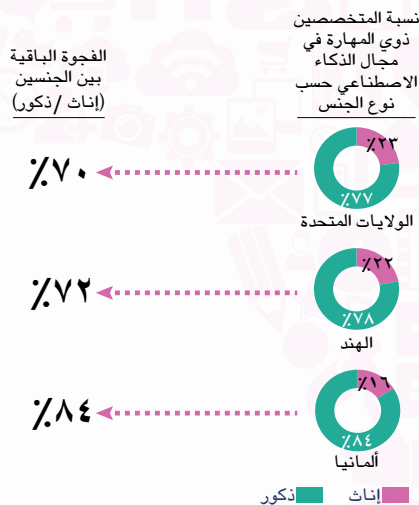 نسبة المتخصصين
ذوي المهارة في
مجال الذكاء
الاصطناعي حسب
نوع الجنس
الفجوة الباقية
بين الجنسين
(إناث /ذكور)
٪٢٣
٪٧٧
الولايات المتحدة
٪٧٠
٪٢٢
٪٧٨
الهند
٪٧٢
٪١٦
٪٨٤
ألمانيا
٪٨٤
إناث
ذكور